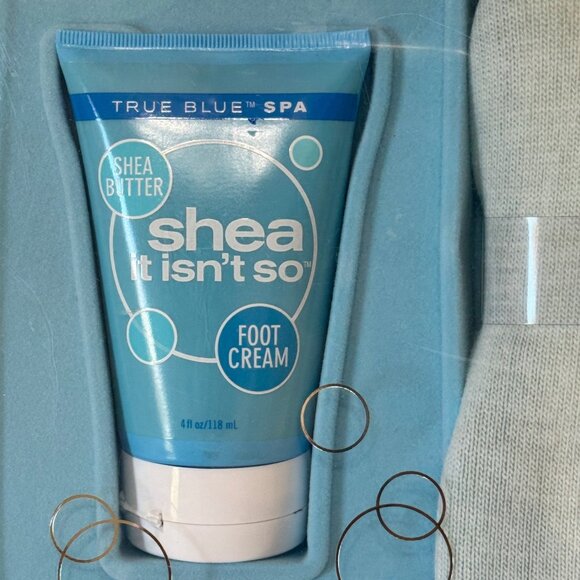 TRUE BLUE™ SPA
SHEA
BUTTER
shea
it isn't so™
FOOT
CREAM
4 fl oz/118 mL